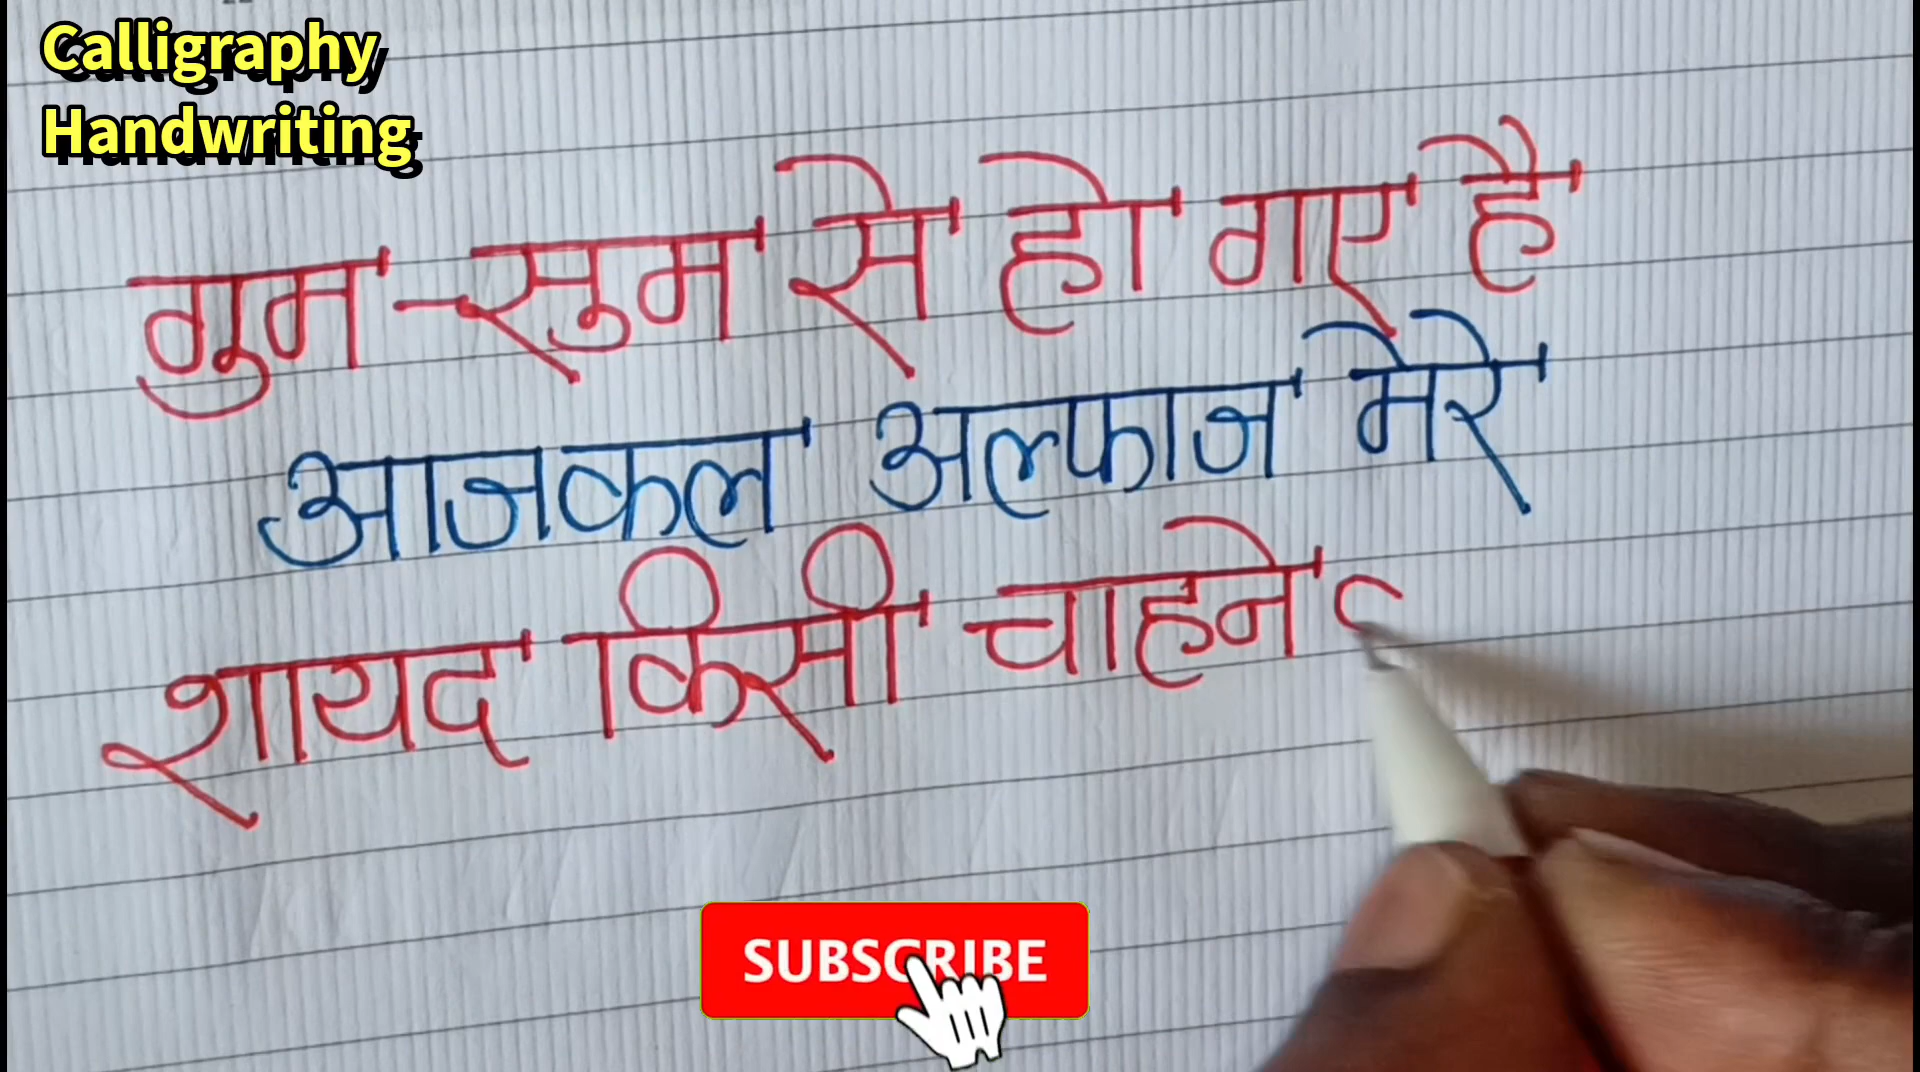 Calligraphy
Handwriting
गुम-सुम से हो गए है
आजकल अल्फाज मेरे
शायद किसी चाहने
SUBSCRIBE